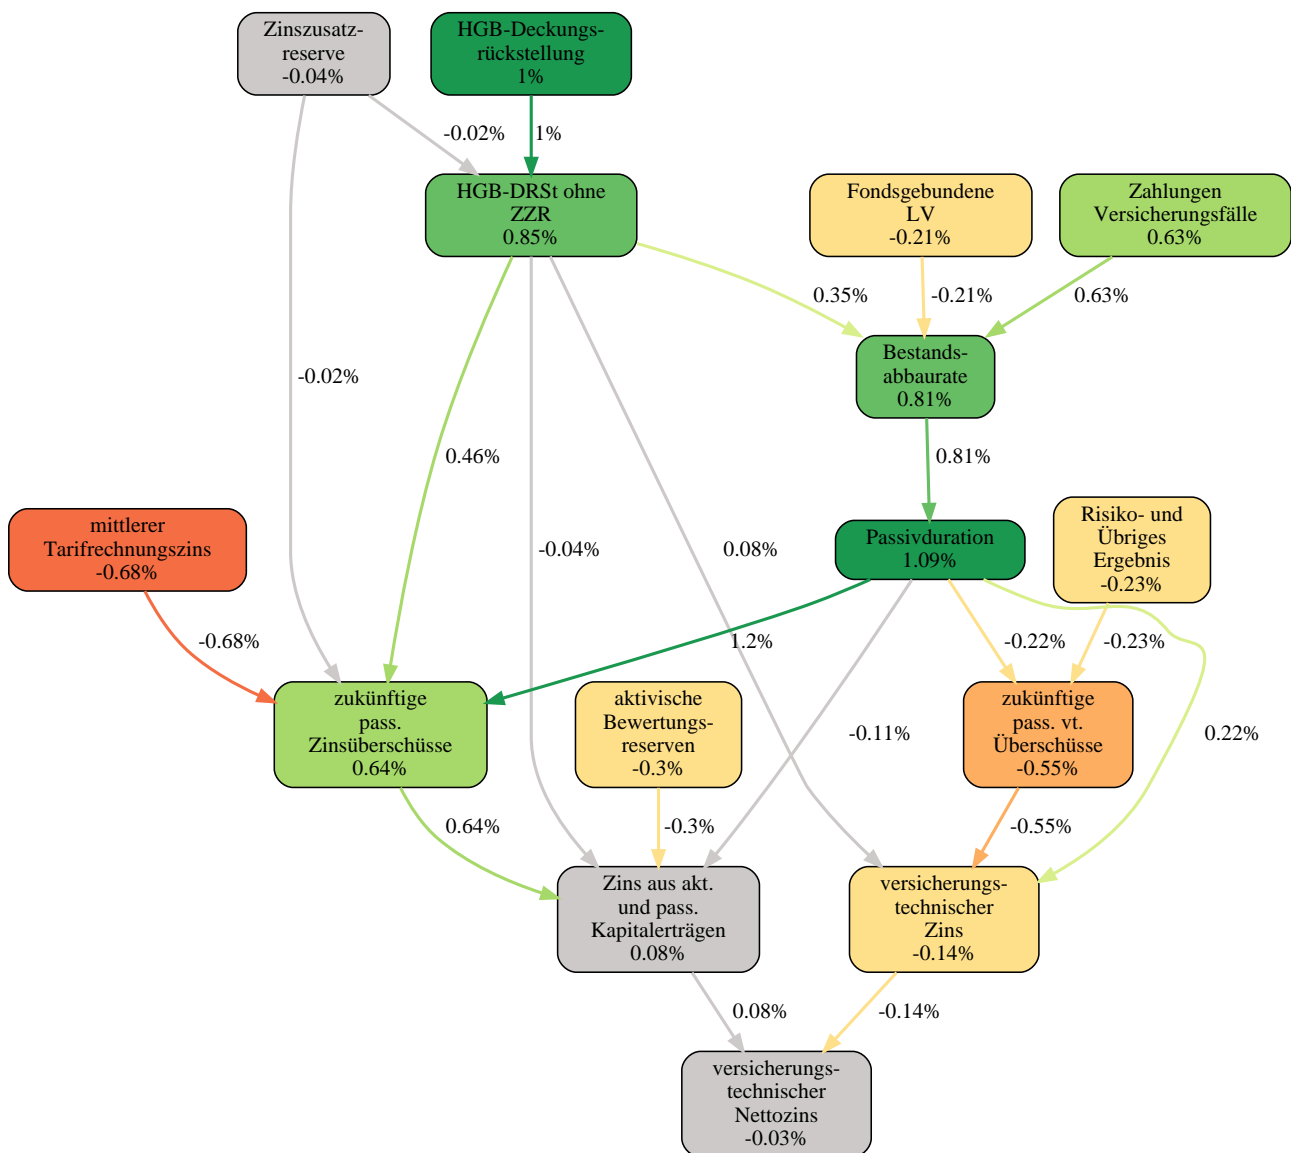 Zinszusatz-
reserve
-0.04%
HGB-Deckungs-
rückstellung
1%
-0.02%
1%
HGB-DRSt ohne
ZZR
0.85%
Fondsgebundene
LV
-0.21%
Zahlungen
Versicherungsfälle
0.63%
0.35%
-0.21%
0.63%
Bestands-
abbaurate
0.81%
-0.02%
0.46%
0.81%
mittlerer
Tarifrechnungszins
-0.68%
-0.04%
0.08%
Passivduration
1.09%
Risiko- und
Übriges
Ergebnis
-0.23%
-0.68%
1.2%
-0.22%
-0.23%
zukünftige
pass.
Zinsüberschüsse
0.64%
aktivische
Bewertungs-
reserven
-0.3%
-0.11%
zukünftige
pass. vt.
Überschüsse
-0.55%
0.22%
0.64%
-0.3%
-0.55%
Zins aus akt.
und pass.
Kapitalerträgen
0.08%
versicherungs-
technischer
Zins
-0.14%
0.08%
-0.14%
versicherungs-
technischer
Nettozins
-0.03%